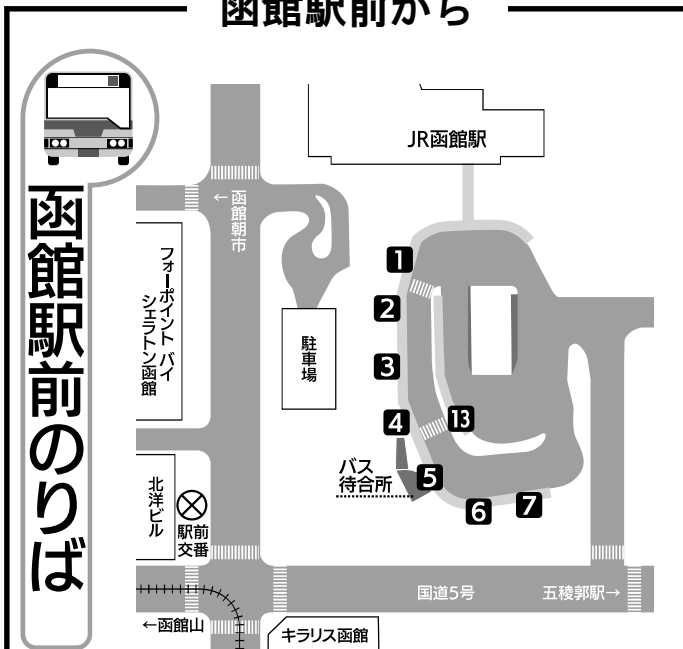 函館駅前から
函館駅前のりば
JR函館駅
←函館朝市
1
2
3
4
13
5
6
7
フォーポイント バイ
シェラトン函館
駐車場
バス
待合所
北洋ビル
駅前
交番
国道5号
五稜郭駅→
←函館山
キラリス函館